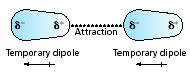 δ⁻ δ⁺ δ⁻ δ⁺
Attraction
Temporary dipole Temporary dipole